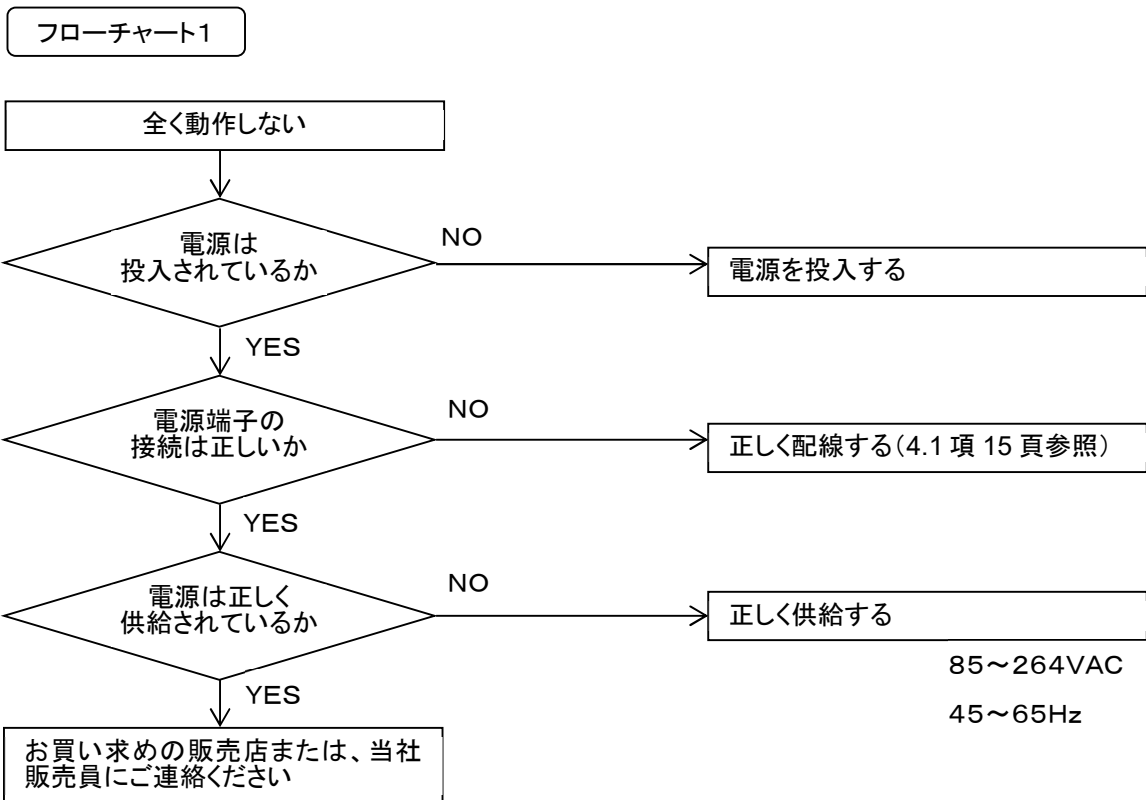 フローチャート1
全く動作しない
電源は
投入されているか
NO
電源を投入する
YES
電源端子の
接続は正しいか
NO
正しく配線する(4.1 項 15 頁参照)
YES
電源は正しく
供給されているか
NO
正しく供給する
85~264VAC
45~65Hz
YES
お買い求めの販売店または、当社
販売員にご連絡ください